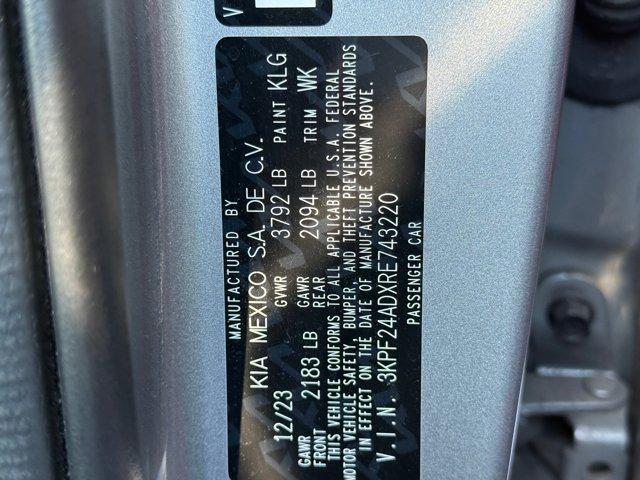 V
MANUFACTURED BY
KIA MEXICO S.A. DE C.V.
12/23 GVWR 3792 LB PAINT KLG
GAWR FRONT 2183 LB GAWR REAR 2094 LB TRIM WK
THIS VEHICLE CONFORMS TO ALL APPLICABLE U.S.A. FEDERAL
MOTOR VEHICLE SAFETY, BUMPER, AND THEFT PREVENTION STANDARDS
IN EFFECT ON THE DATE OF MANUFACTURE SHOWN ABOVE.
V.I.N. 3KPF24ADXRE743220
PASSENGER CAR